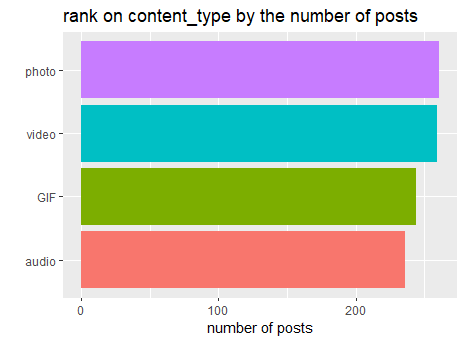 rank on content_type by the number of posts
photo
video
GIF
audio
0 100 200
number of posts